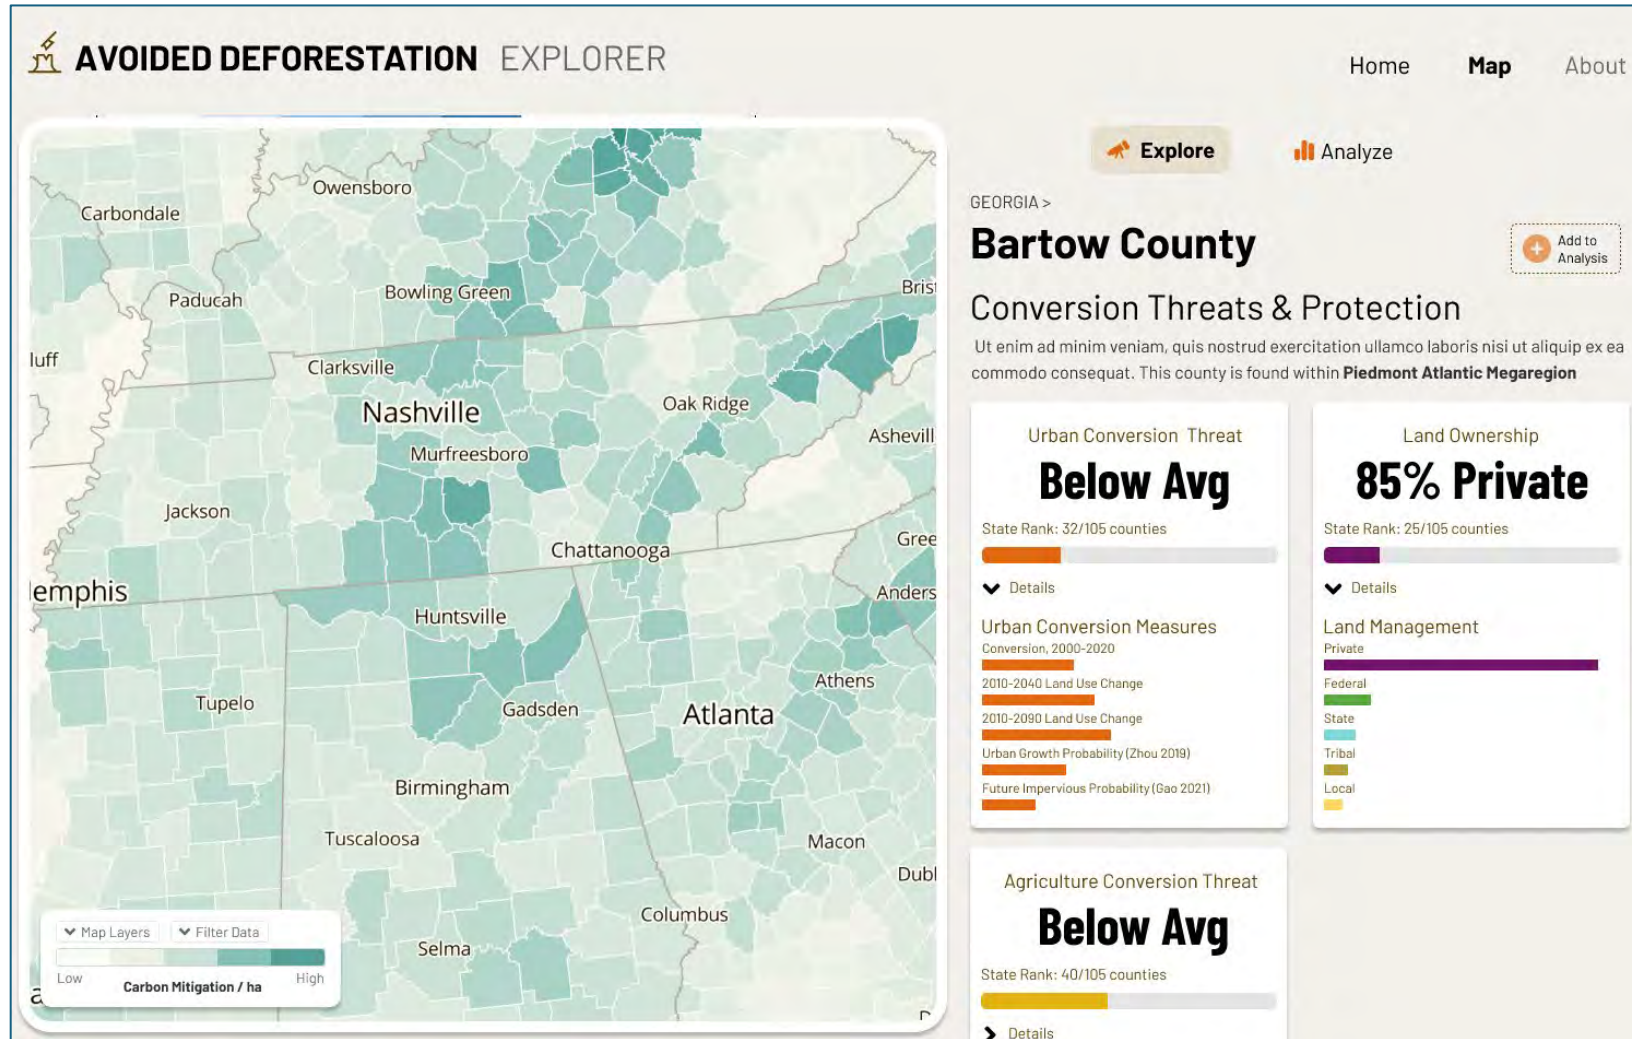 AVOIDED DEFORESTATION EXPLORER
Home Map About
Explore Analyze
GEORGIA >
Bartow County
Add to
Analysis
Conversion Threats & Protection
Ut enim ad minim veniam, quis nostrud exercitation ullamco laboris nisi ut aliquip ex ea
commodo consequat. This county is found within Piedmont Atlantic Megaregion
Urban Conversion Threat
Below Avg
State Rank: 32/105 counties
Details
Urban Conversion Measures
Conversion, 2000-2020
2010-2040 Land Use Change
2010-2090 Land Use Change
Urban Growth Probability (Zhou 2019)
Future Impervious Probability (Gao 2021)
Land Ownership
85% Private
State Rank: 25/105 counties
Details
Land Management
Private
Federal
State
Tribal
Local
Agriculture Conversion Threat
Below Avg
State Rank: 40/105 counties
Details
Owensboro
Carbondale
Paducah
Bowling Green
Brist
luff
Clarksville
Nashville
Oak Ridge
Ashevill
Murfreesboro
Jackson
Chattanooga
Gree
emphis
Anders
Huntsville
Tupelo
Gadsden
Athens
Atlanta
Birmingham
Tuscaloosa
Macon
Dubl
Columbus
Selma
Map Layers Filter Data
Low High
Carbon Mitigation / ha